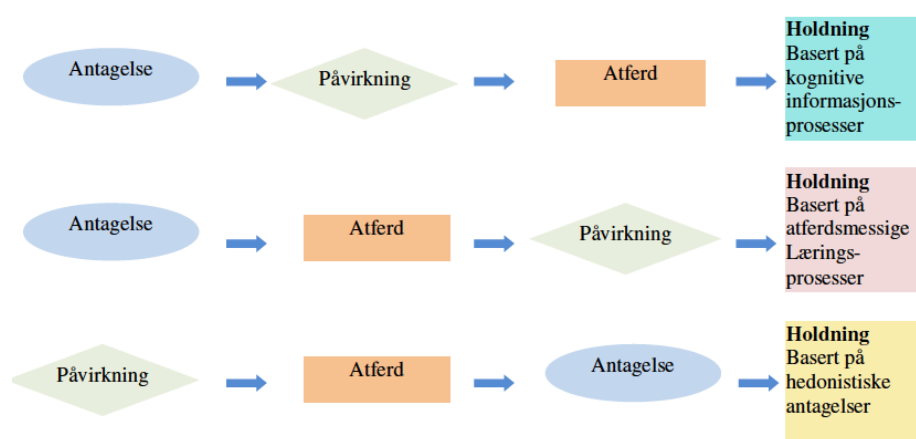 Antagelse
Påvirkning
Atferd
Holdning
Basert på
kognitive
informasjons-
prosesser
Antagelse
Atferd
Påvirkning
Holdning
Basert på
atferdsmessige
Lærings-
prosesser
Påvirkning
Atferd
Antagelse
Holdning
Basert på
hedonistiske
antagelser